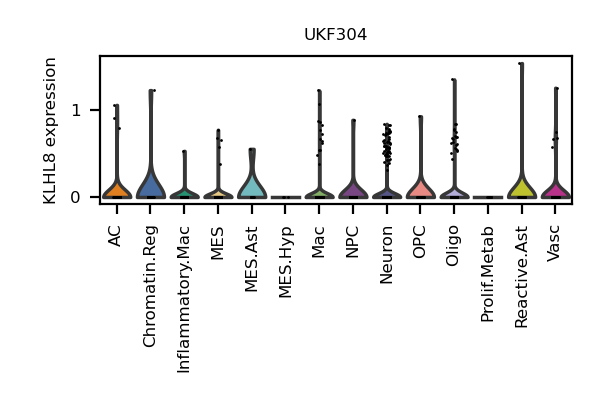 UKF304
KLHL8 expression
1
0
AC
Chromatin.Reg
Inflammatory.Mac
MES
MES.Ast
MES.Hyp
Mac
NPC
Neuron
OPC
Oligo
Prolif.Metab
Reactive.Ast
Vasc